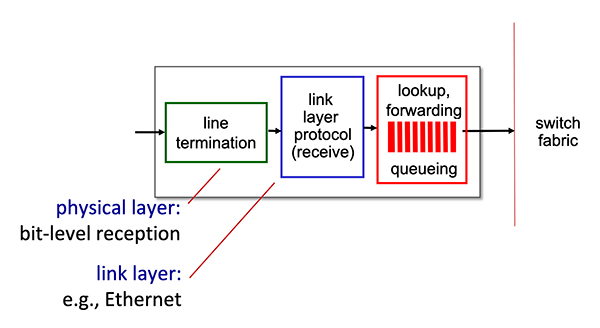 line
termination
link
layer
protocol
(receive)
lookup,
forwarding
queueing
switch
fabric
physical layer:
bit-level reception
link layer:
e.g., Ethernet